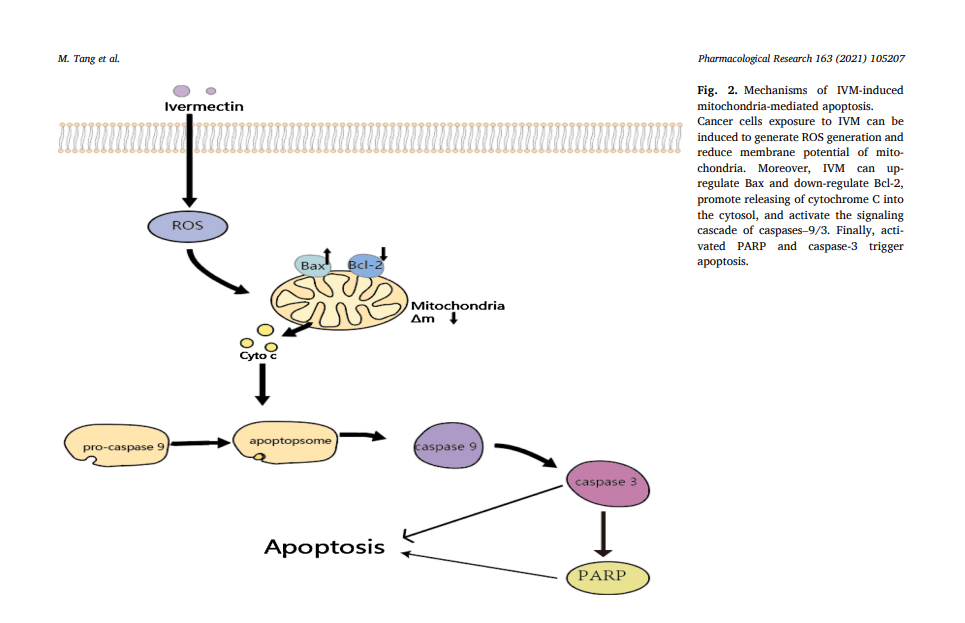 M. Tang et al.
Pharmacological Research 163 (2021) 105207
Ivermectin
ROS
Bax
Bcl-2
Mitochondria
Δm
Cyto c
pro-caspase 9
apoptopsome
caspase 9
caspase 3
Apoptosis
PARP
Fig. 2. Mechanisms of IVM-induced
mitochondria-mediated apoptosis.
Cancer cells exposure to IVM can be
induced to generate ROS generation and
reduce membrane potential of mito-
chondria. Moreover, IVM can up-
regulate Bax and down-regulate Bcl-2,
promote releasing of cytochrome C into
the cytosol, and activate the signaling
cascade of caspases–9/3. Finally, acti-
vated PARP and caspase-3 trigger
apoptosis.